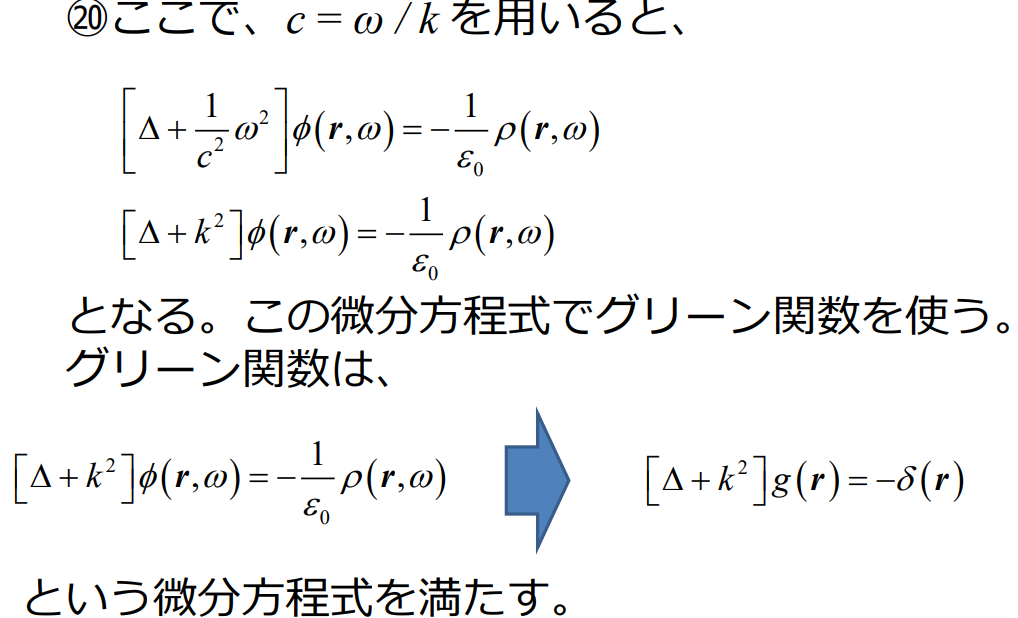 ⑳ここで、c = ω / k を用いると、
[Δ + 1/c² ω²]ϕ(r,ω) = −1/ε₀ ρ(r,ω)
[Δ + k²]ϕ(r,ω) = −1/ε₀ ρ(r,ω)
となる。この微分方程式でグリーン関数を使う。
グリーン関数は、
[Δ + k²]ϕ(r,ω) = −1/ε₀ ρ(r,ω) [Δ + k²]g(r) = −δ(r)
という微分方程式を満たす。